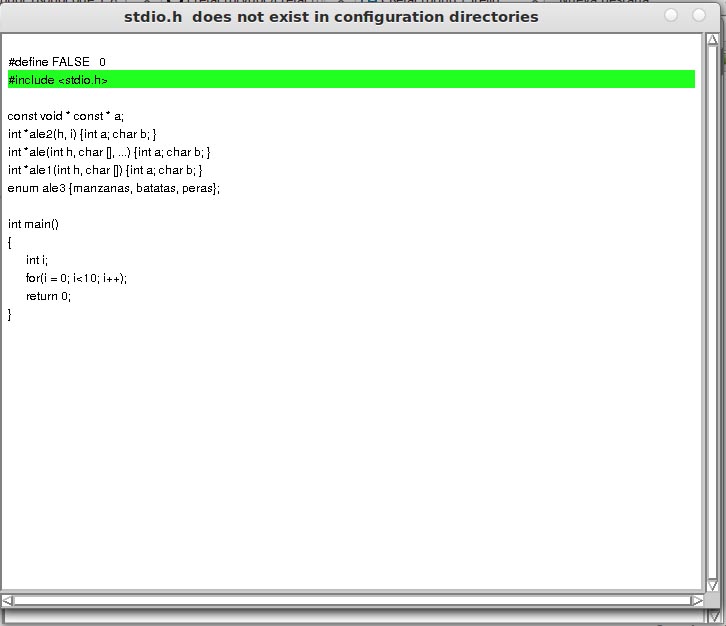 stdio.h does not exist in configuration directories
#define FALSE 0
#include <stdio.h>
const void * const * a;
int *ale2(h, i) {int a; char b; }
int *ale(int h, char [], ...) {int a; char b; }
int *ale1(int h, char []) {int a; char b; }
enum ale3 {manzanas, batatas, peras};
int main()
{
int i;
for(i = 0; i<10; i++);
return 0;
}